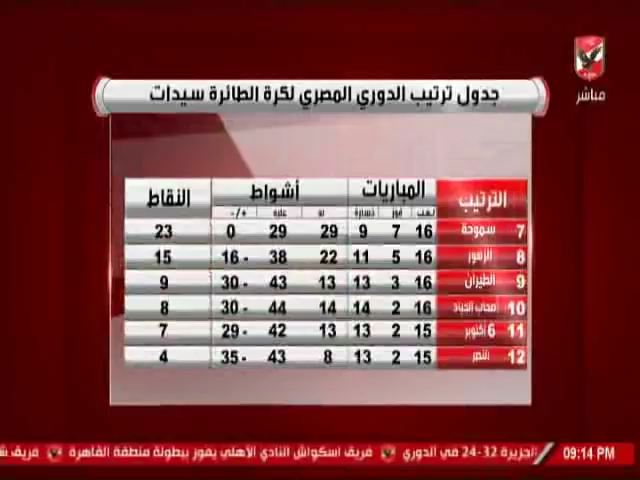 مباشر
جدول ترتيب الدوري المصري لكرة الطائرة سيدات
الترتيب المباريات أشواط النقاط
لعب فوز خسارة له عليه +/-
7 سموحة 16 7 9 29 29 0 23
8 الزهور 16 5 11 22 38 -16 15
9 الطيران 16 3 13 13 43 -30 9
10 صحاب الجياد 16 2 14 14 44 -30 8
11 6 أكتوبر 15 2 13 13 42 -29 7
12 النصر 15 2 13 8 43 -35 4
الجزيرة 32-24 في الدوري فريق اسكواش النادي الأهلي يفوز ببطولة منطقة القاهرة فريق
09:14 PM